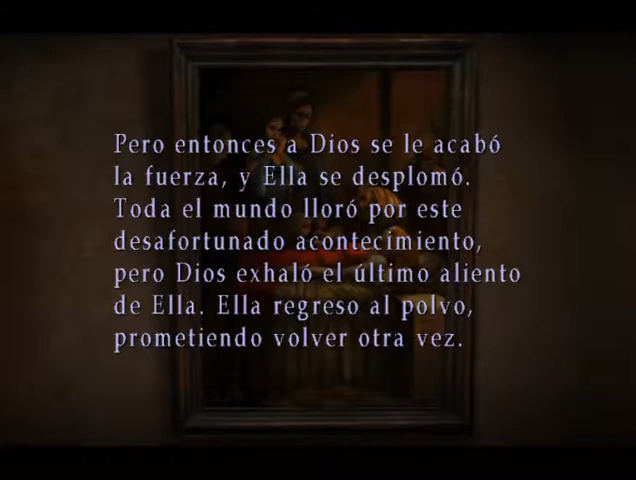 Pero entonces a Dios se le acabó
la fuerza, y Ella se desplomó.
Toda el mundo lloró por este
desafortunado acontecimiento,
pero Dios exhaló el último aliento
de Ella. Ella regreso al polvo,
prometiendo volver otra vez.